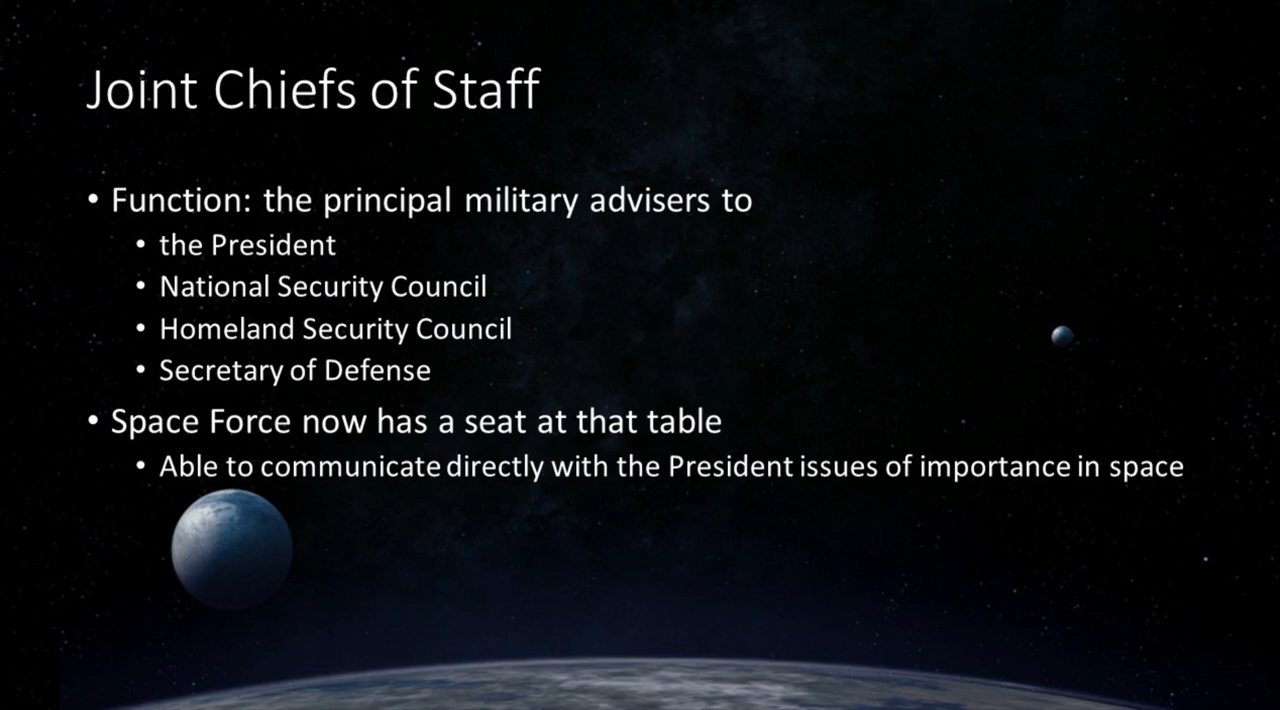 Joint Chiefs of Staff
• Function: the principal military advisers to
• the President
• National Security Council
• Homeland Security Council
• Secretary of Defense
• Space Force now has a seat at that table
• Able to communicate directly with the President issues of importance in space